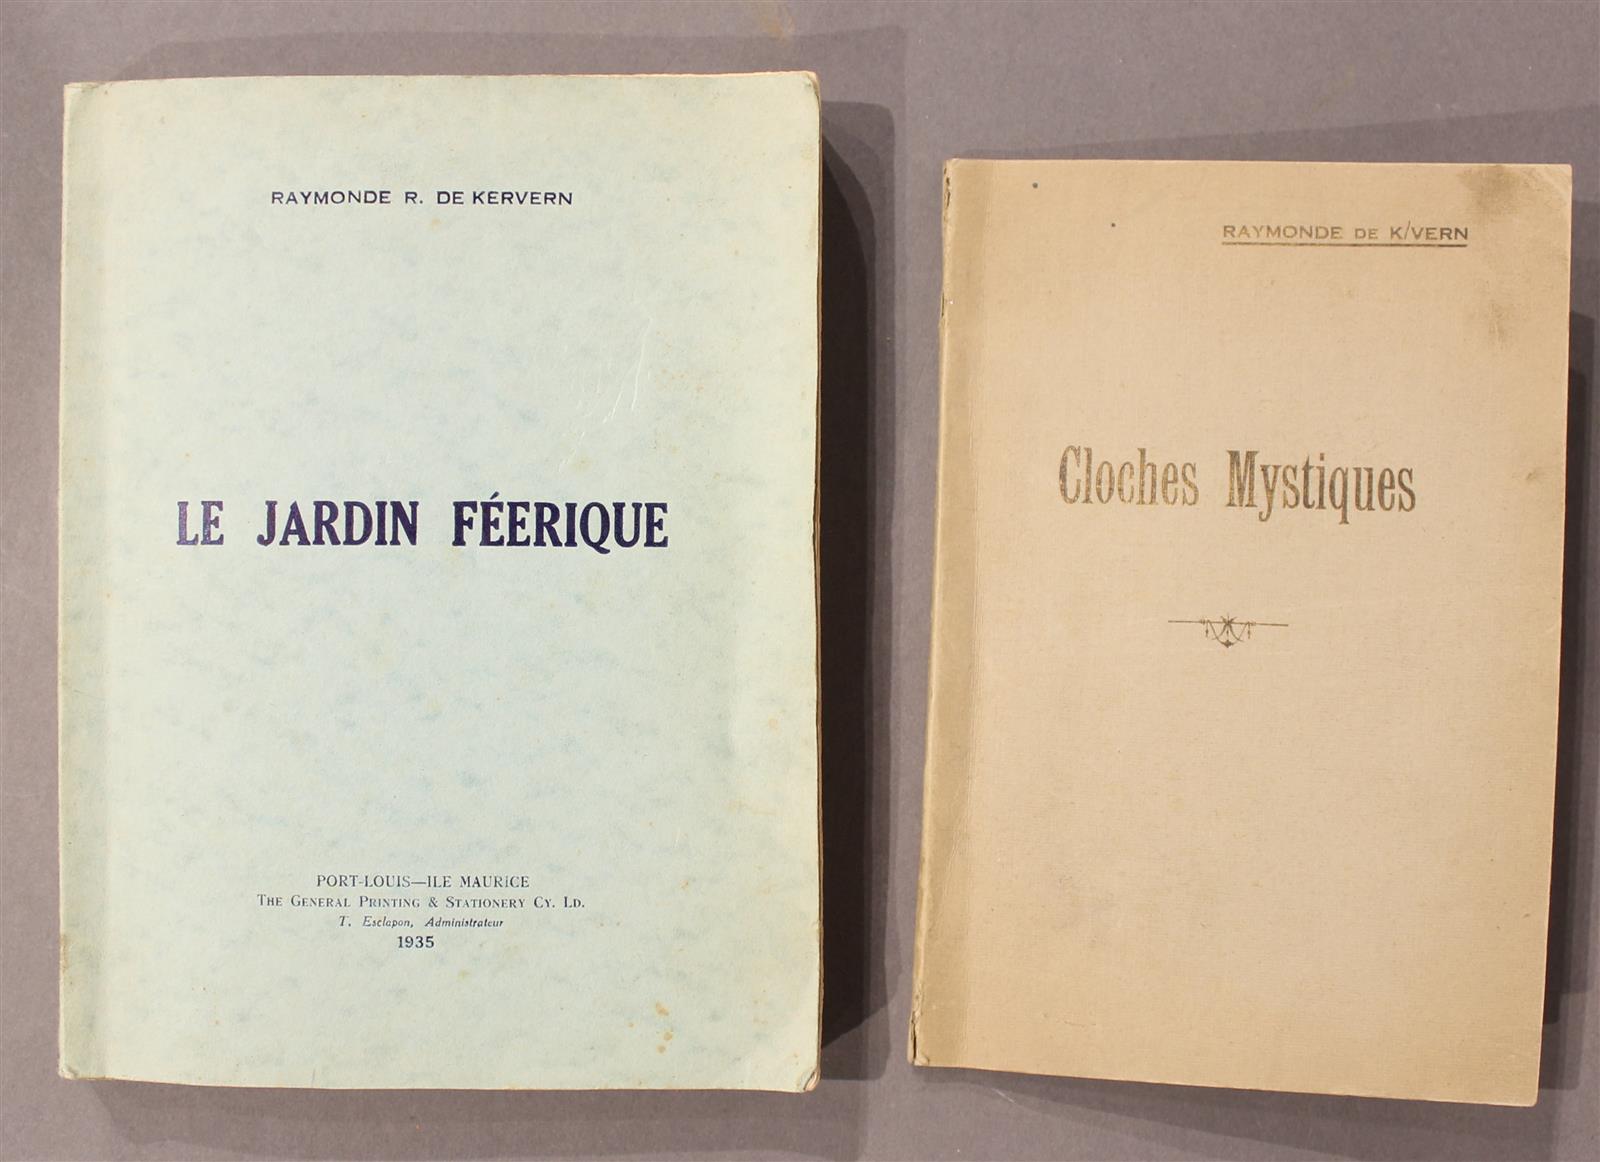 RAYMONDE R. DE KERVERN
LE JARDIN FÉERIQUE
PORT-LOUIS—ILE MAURICE
THE GENERAL PRINTING & STATIONERY CY. LD.
T. Esclapon, Administrateur
1935
RAYMONDE DE K/VERN
Cloches Mystiques